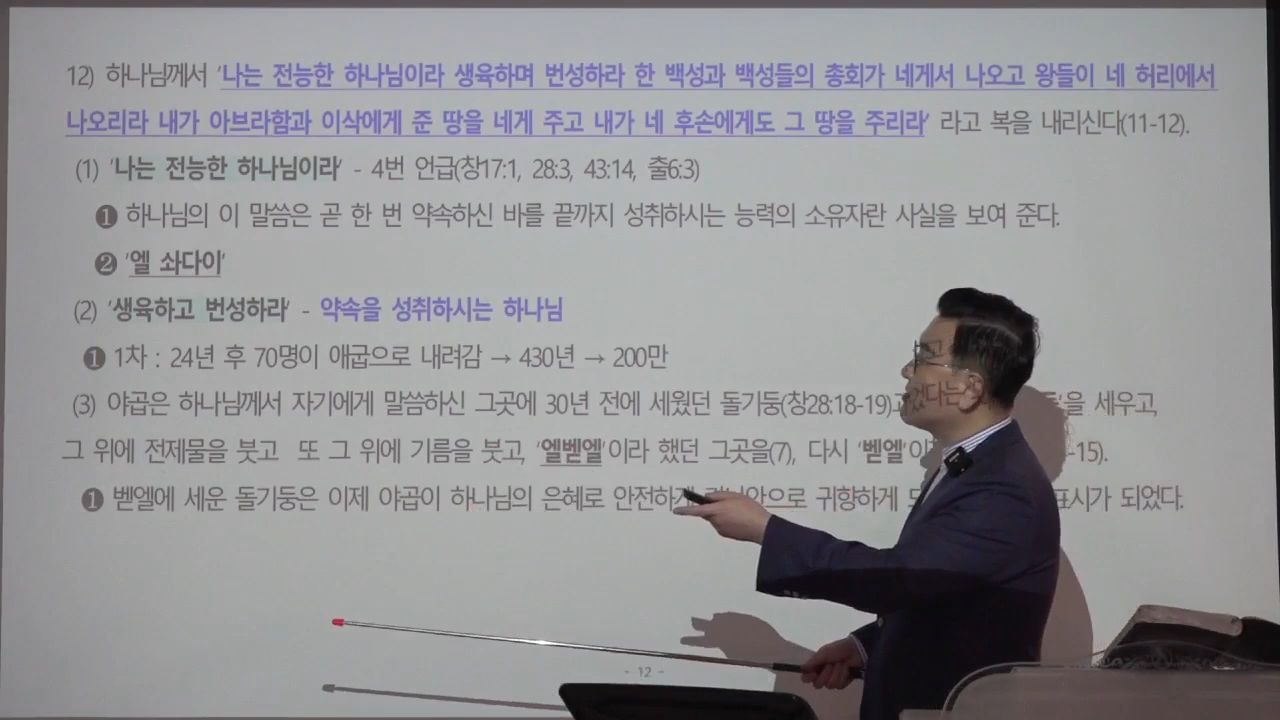 12) 하나님께서 '나는 전능한 하나님이라 생육하며 번성하라 한 백성과 백성들의 총회가 네게서 나오고 왕들이 네 허리에서
나오리라 내가 아브라함과 이삭에게 준 땅을 네게 주고 내가 네 후손에게도 그 땅을 주리라' 라고 복을 내리신다(11-12).
(1) '나는 전능한 하나님이라' - 4번 언급(창17:1, 28:3, 43:14, 출6:3)
❶ 하나님의 이 말씀은 곧 한 번 약속하신 바를 끝까지 성취하시는 능력의 소유자란 사실을 보여 준다.
❷ '엘 솨다이'
(2) '생육하고 번성하라' - 약속을 성취하시는 하나님
❶ 1차 : 24년 후 70명이 애굽으로 내려감 → 430년 → 200만
(3) 야곱은 하나님께서 자기에게 말씀하신 그곳에 30년 전에 세웠던 돌기둥(창28:18-19) 을 세우고,
그 위에 전제물을 붓고 또 그 위에 기름을 붓고, '엘벧엘'이라 했던 그곳을(7), 다시 '벧엘' -15).
❶ 벧엘에 세운 돌기둥은 이제 야곱이 하나님의 은혜로 안전하게 귀향하게 표시가 되었다.
- 12 -